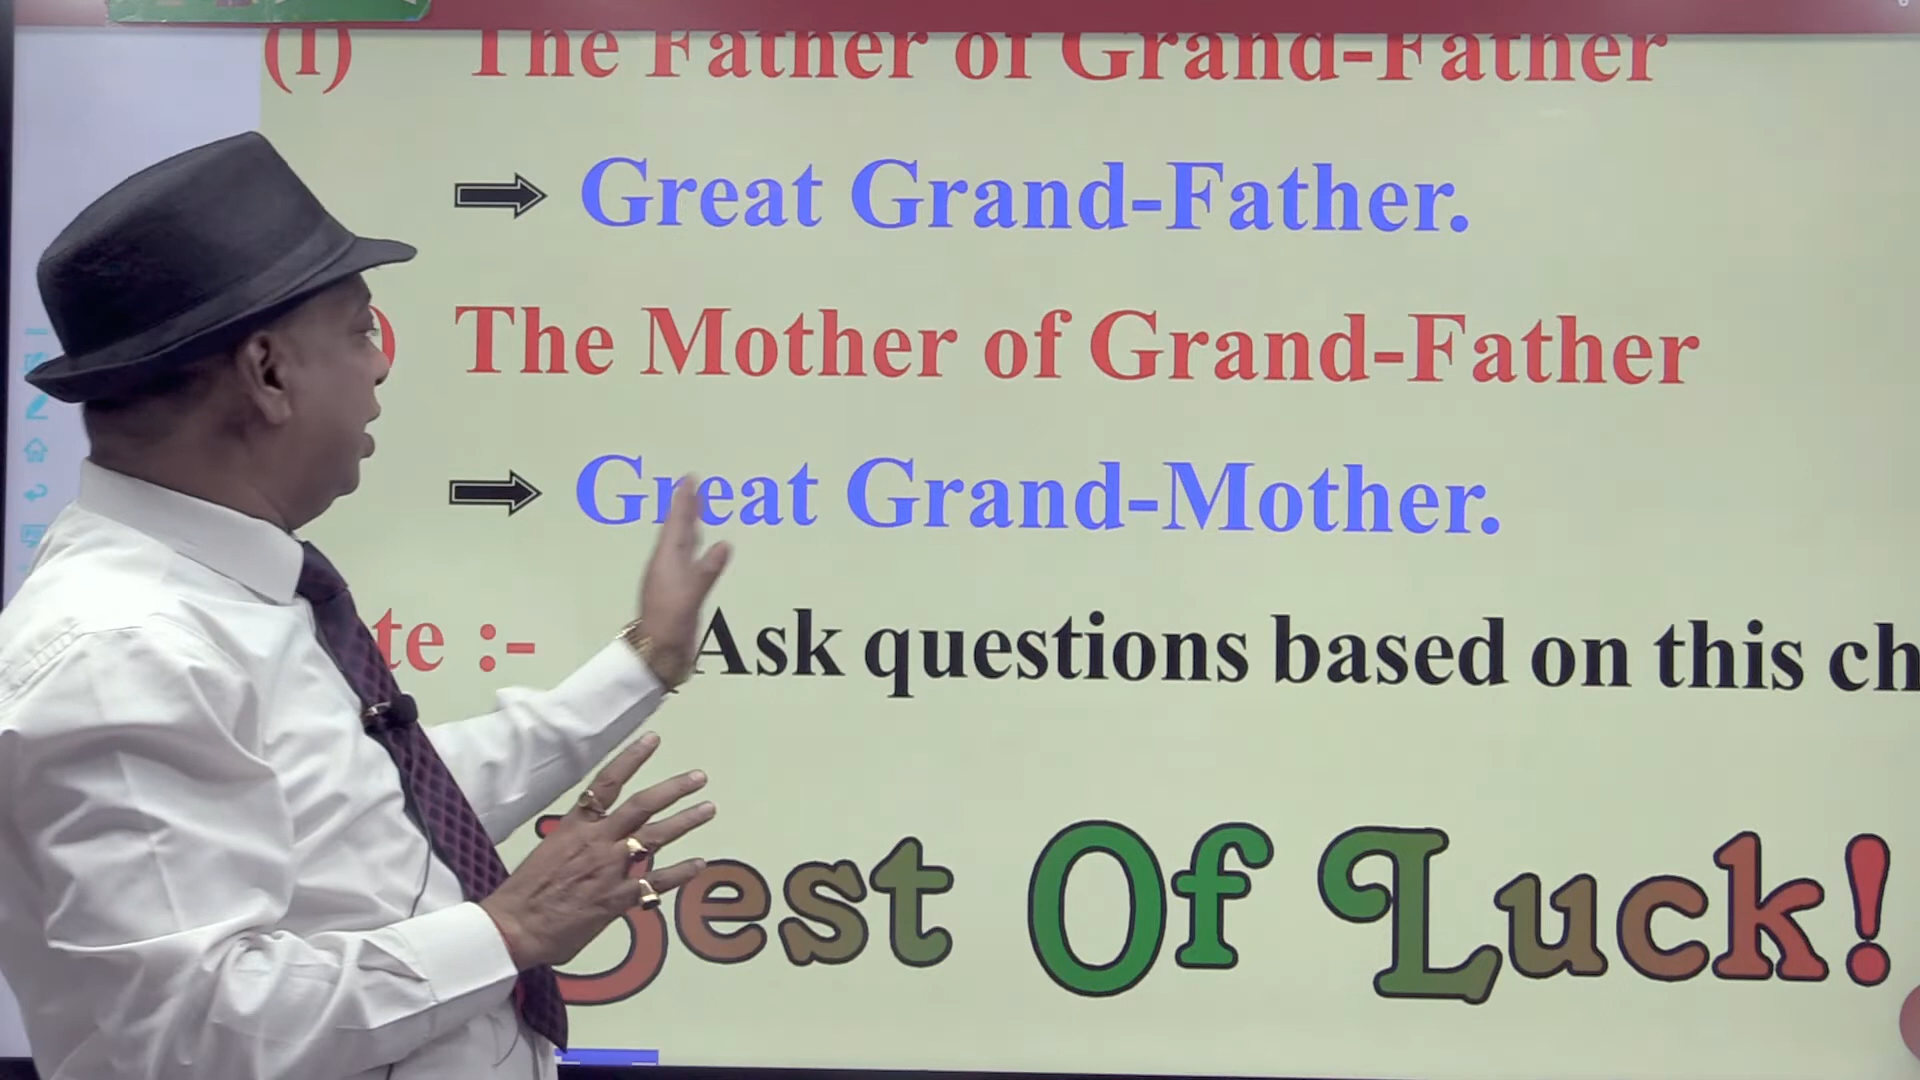 (I) The Father of Grand-Father
Great Grand-Father.
) The Mother of Grand-Father
Great Grand-Mother.
te :- Ask questions based on this ch
Best Of Luck!